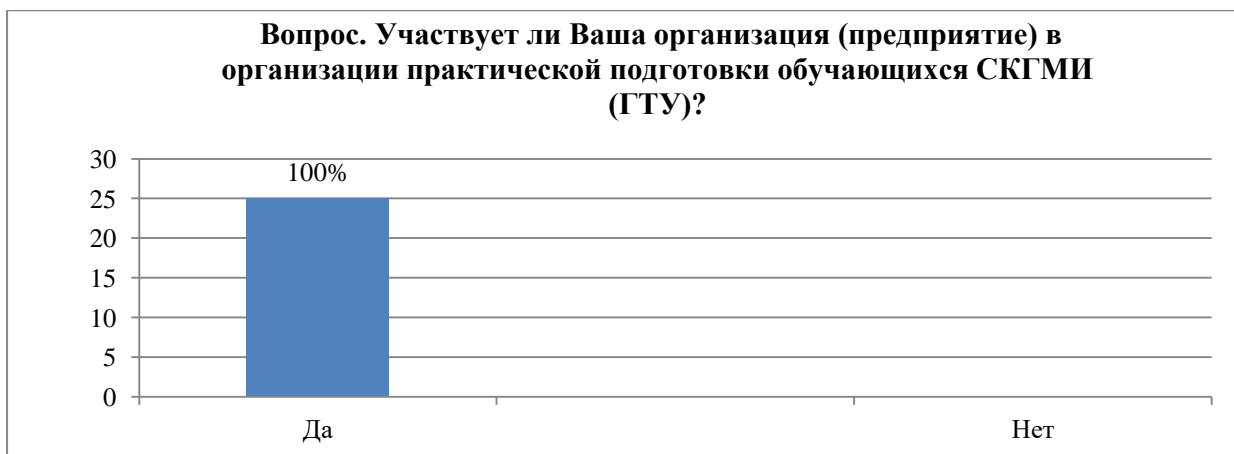 Вопрос. Участвует ли Ваша организация (предприятие) в
организации практической подготовки обучающихся СКГМИ
(ГТУ)?
30
100%
25
20
15
10
5
0
Да
Нет